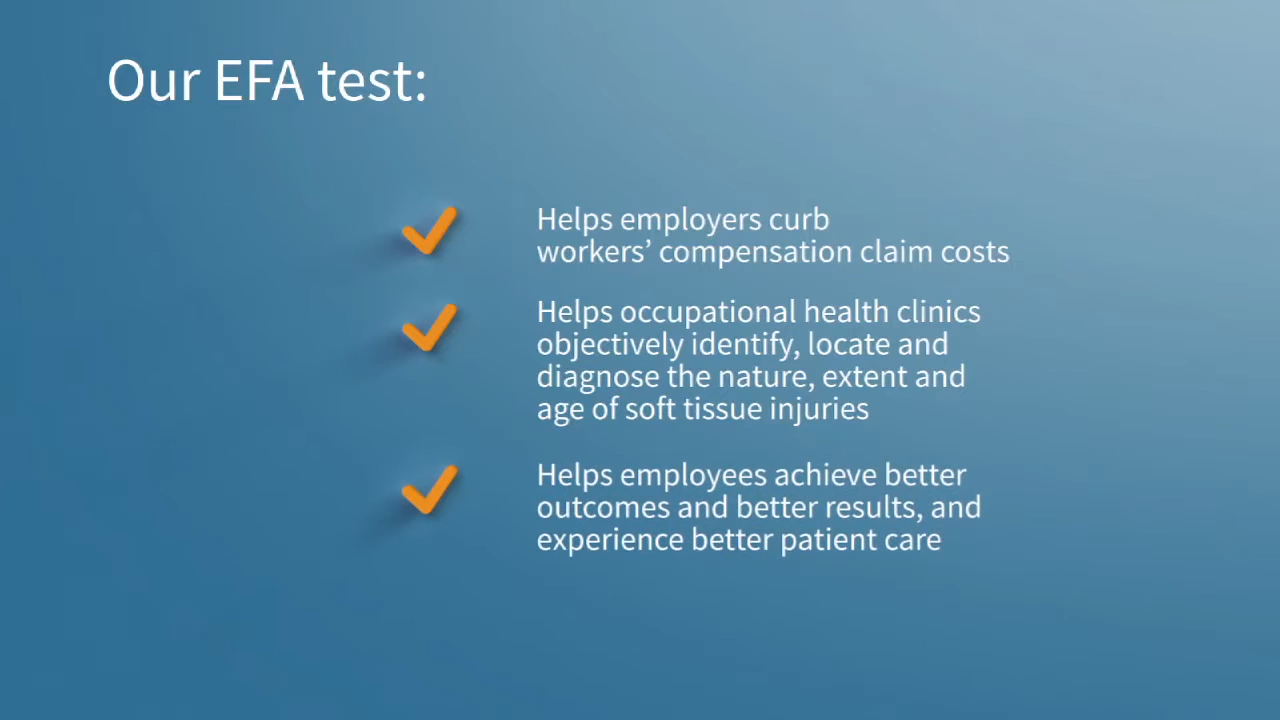 Our EFA test:
Helps employers curb
workers’ compensation claim costs
Helps occupational health clinics
objectively identify, locate and
diagnose the nature, extent and
age of soft tissue injuries
Helps employees achieve better
outcomes and better results, and
experience better patient care